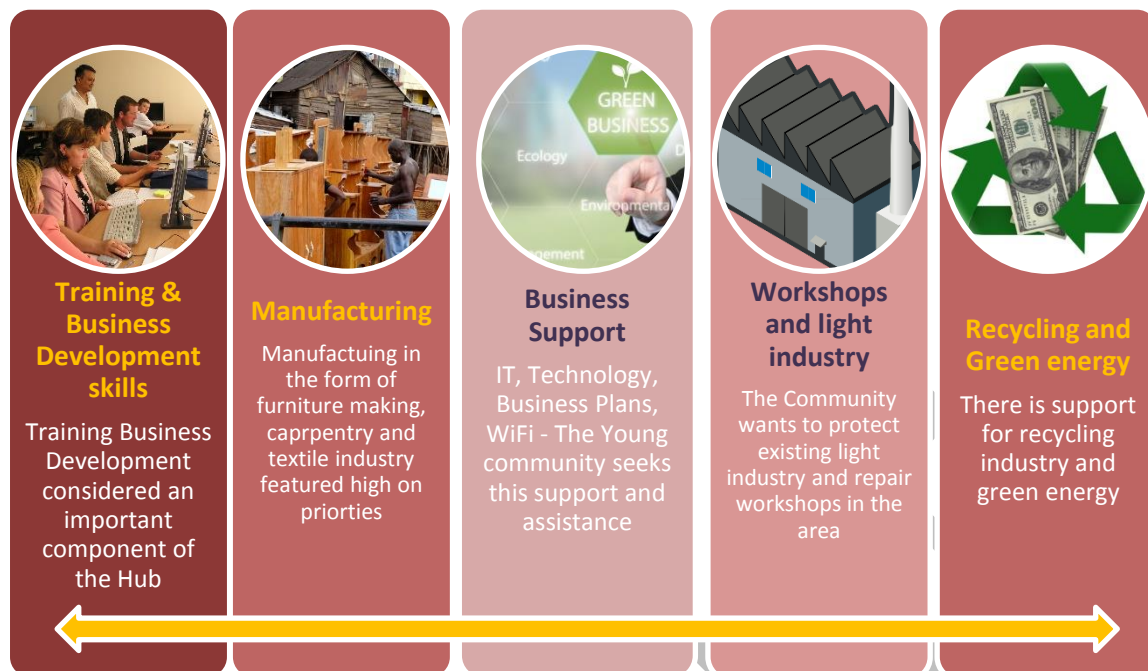 Training &
Business
Development
skills
Training Business
Development
considered an
important
component of
the Hub
Manufacturing
Manufactuing in
the form of
furniture making,
caprpentry and
textile industry
featured high on
priorties
GREEN
BUSINESS
Ecology
Environmental
Business
Support
IT, Technology,
Business Plans,
WiFi - The Young
community seeks
this support and
assistance
Workshops
and light
industry
The Community
wants to protect
existing light
industry and repair
workshops in the
area
Recycling and
Green energy
There is support
for recycling
industry and
green energy